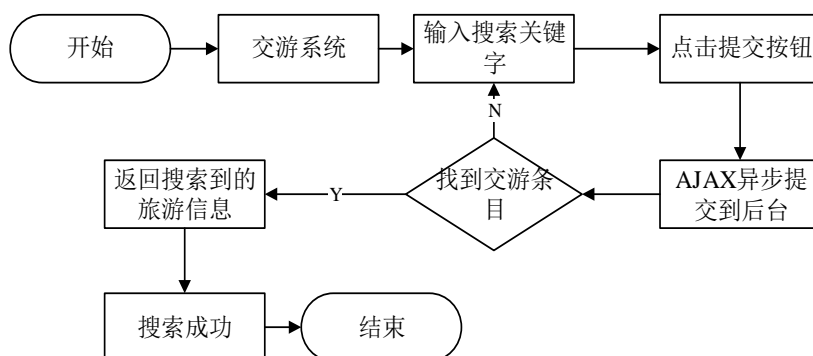 开始
交游系统
输入搜索关键
字
点击提交按钮
N
返回搜索到的
旅游信息
Y
找到交游条
目
AJAX异步提
交到后台
搜索成功
结束